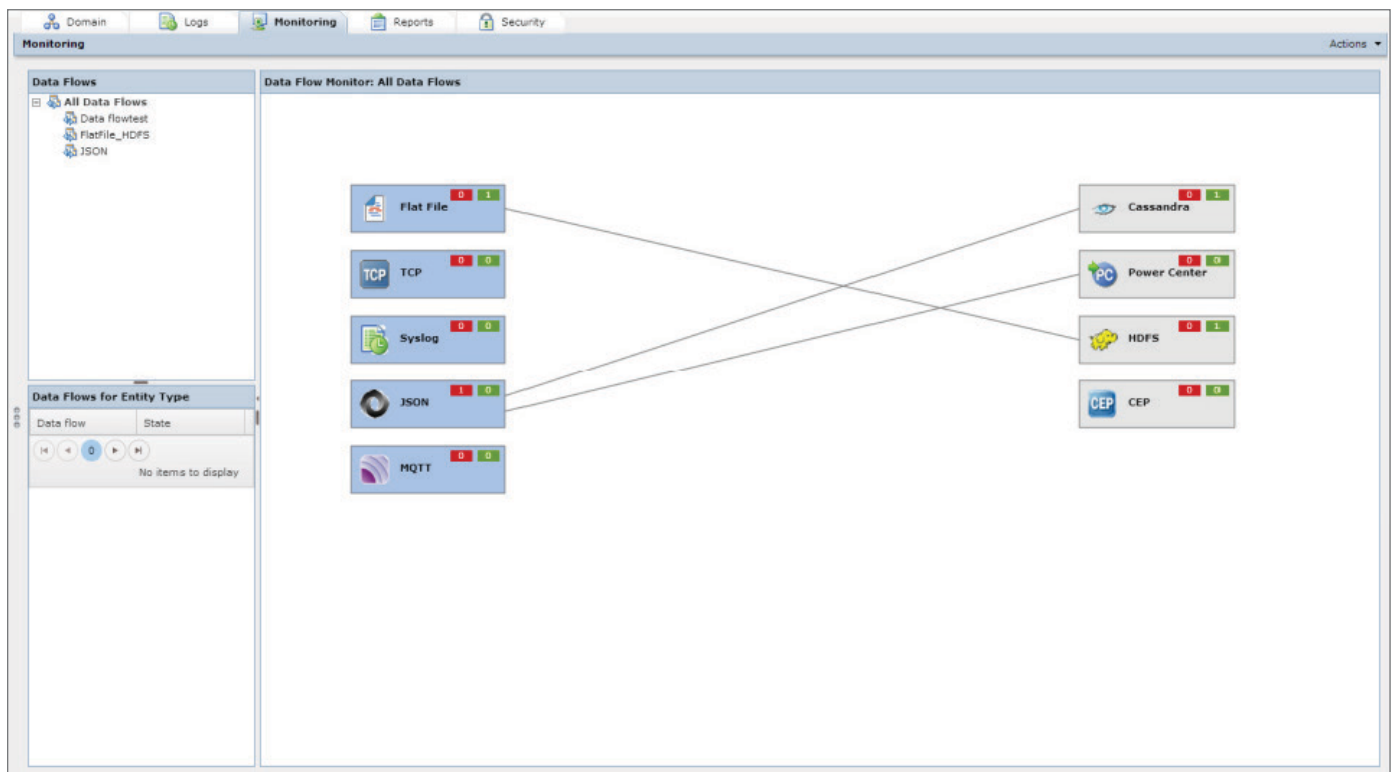 Domain Logs Monitoring Reports Security
Monitoring Actions
Data Flows
All Data Flows
Data flowtest
FlatFile_HDFS
JSON
Data Flows for Entity Type
Data flow State
0
No items to display
Data Flow Monitor: All Data Flows
0 1
Flat File
0 0
TCP TCP
0 0
Syslog
1 0
JSON
0 0
MQTT
0 1
Cassandra
0 0
PC Power Center
0 1
HDFS
0 0
CEP CEP